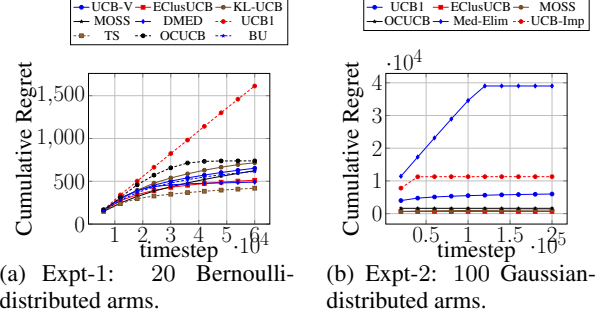 UCB-V EClusUCB KL-UCB
MOSS DMED UCB1
TS OCUCB BU
Cumulative Regret
1,500
1,000
500
0
1 2 3 4 5 6
·10^4
timestep
(a) Expt-1: 20 Bernoulli-
distributed arms.
UCB1 EClusUCB MOSS
OCUCB Med-Elim UCB-Imp
·10^4
Cumulative Regret
4
3
2
1
0
0.5 1 1.5 2
·10^5
timestep
(b) Expt-2: 100 Gaussian-
distributed arms.